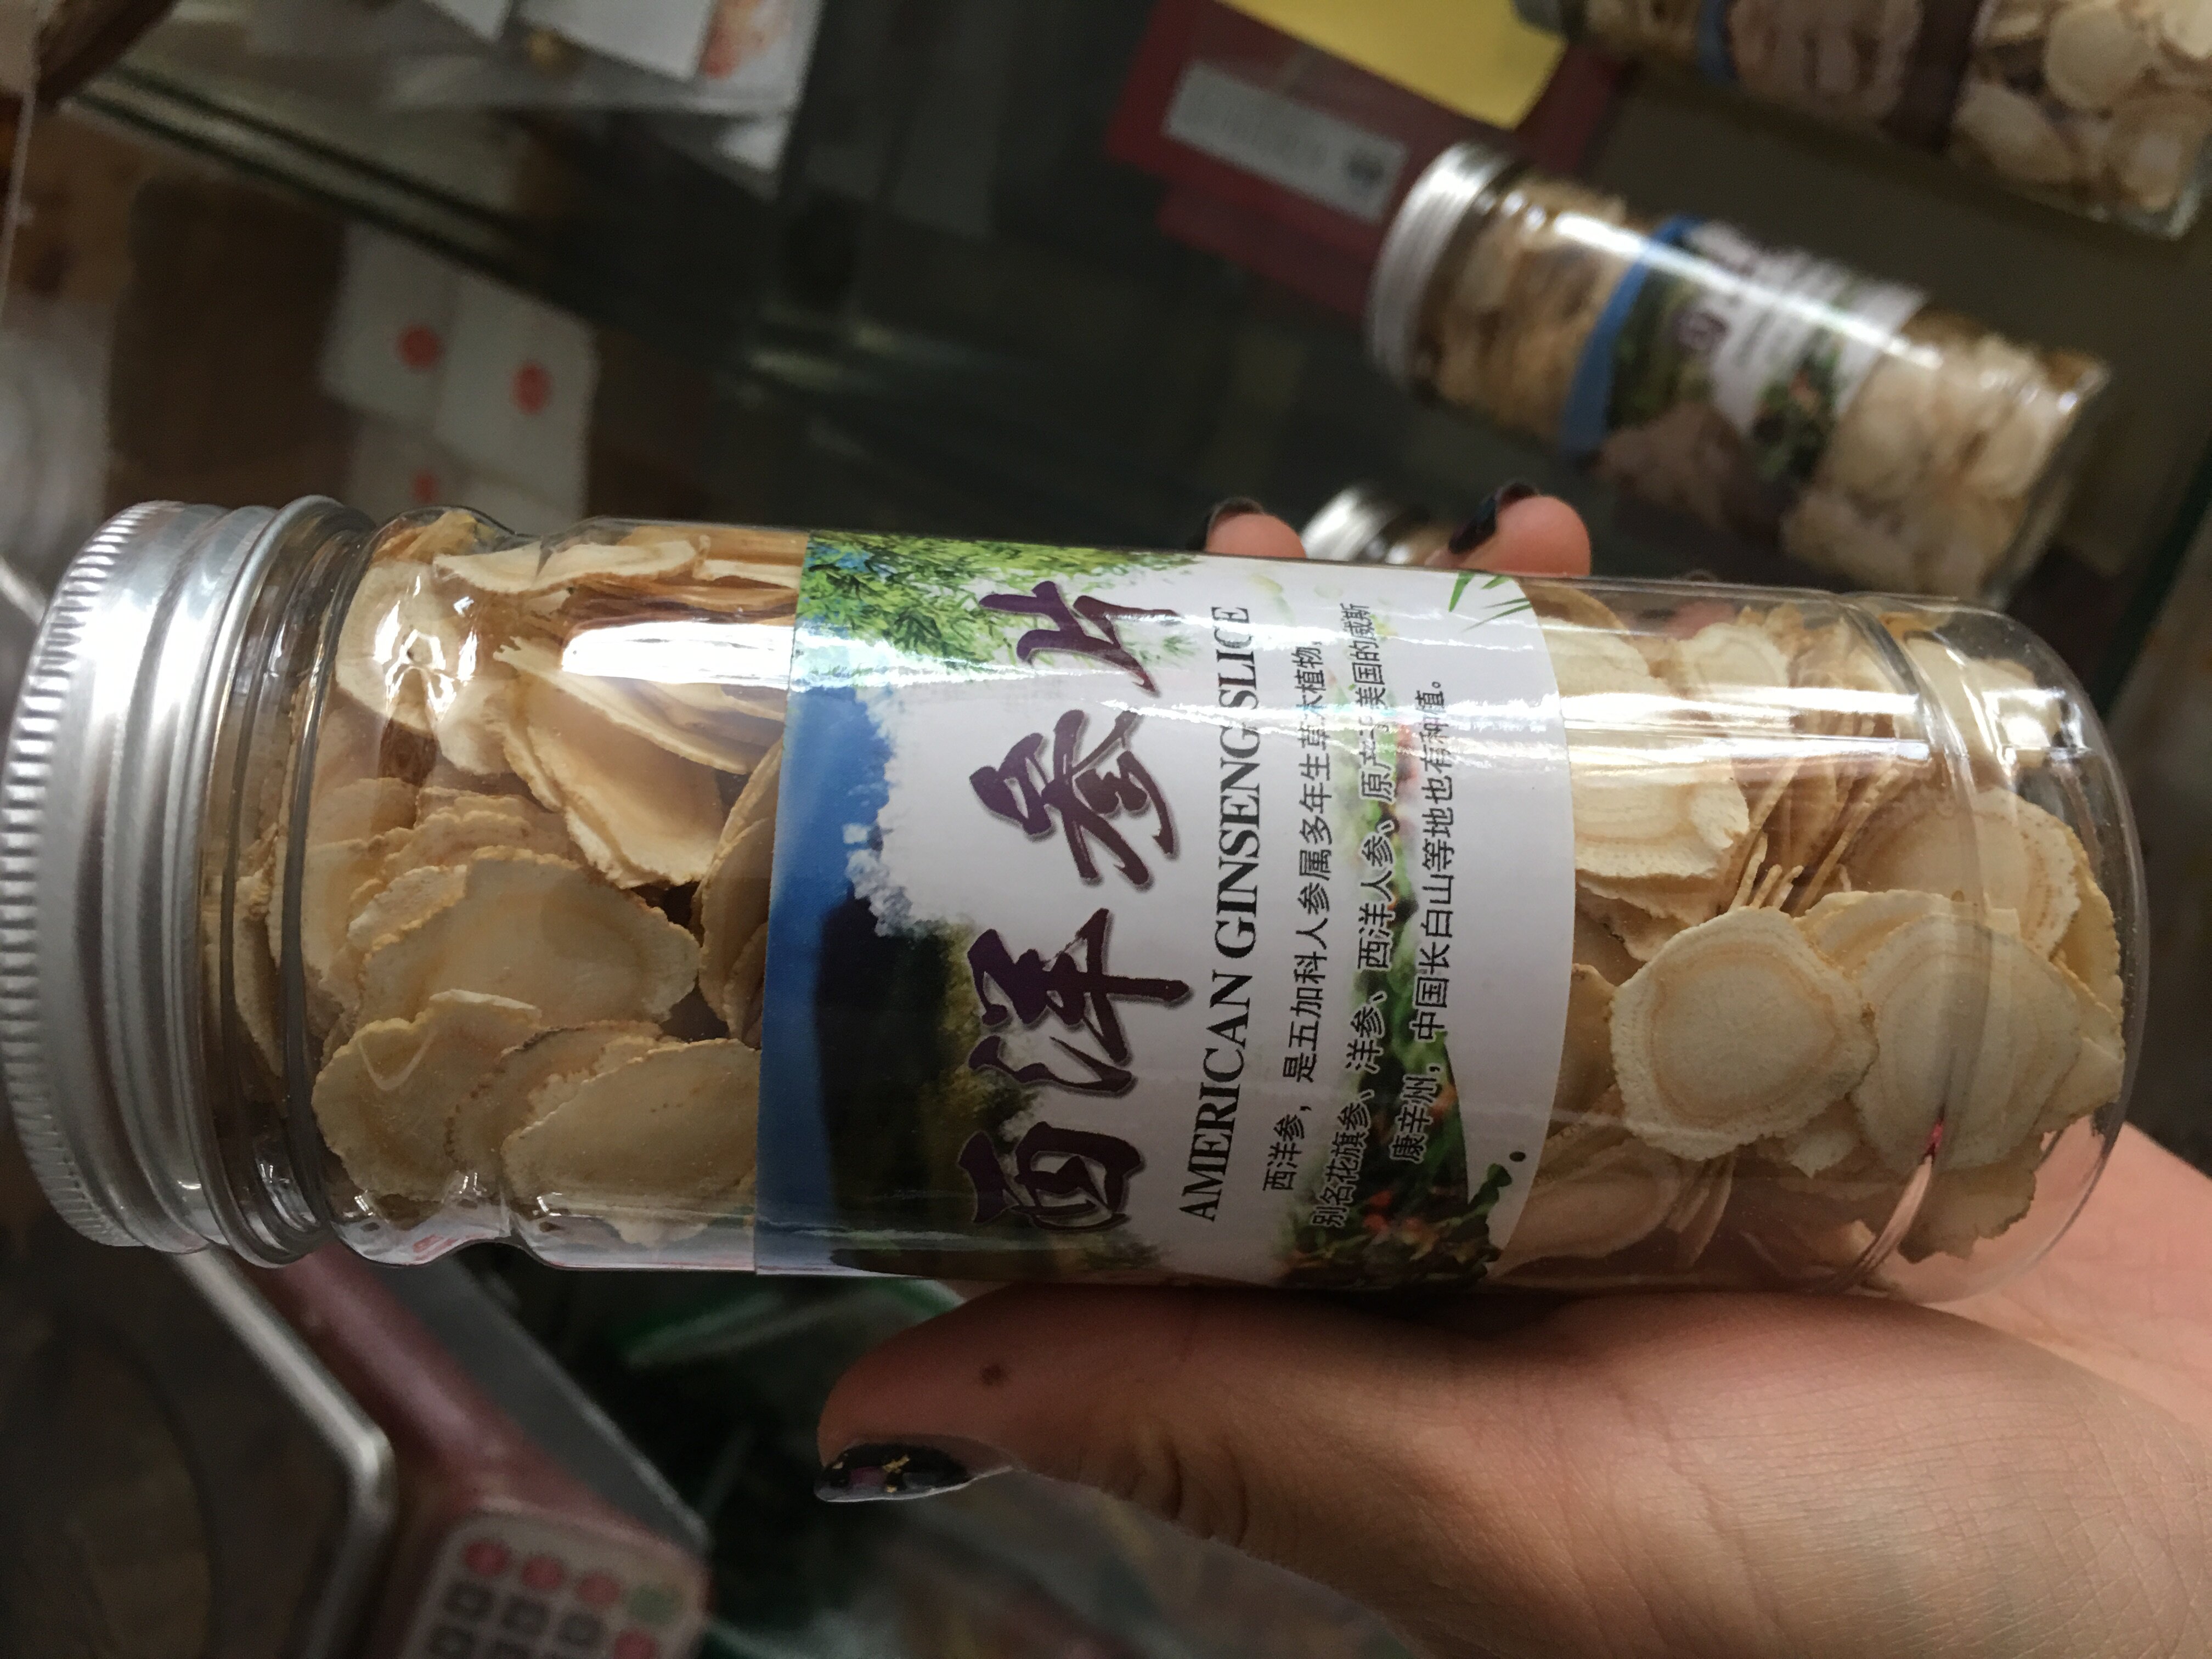 西洋参片
AMERICAN GINSENG SLICE
西洋参，是五加科人参属多年生草本植物，
别名花旗参、洋参、西洋人参、原产于美国的威斯
康辛州，中国长白山等地也有种植。